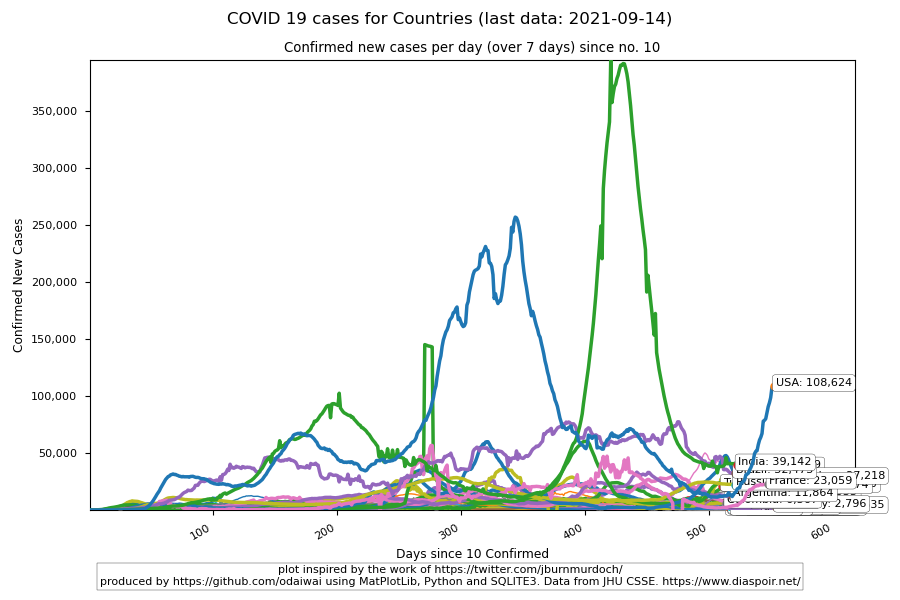 COVID 19 cases for Countries (last data: 2021-09-14)
Confirmed new cases per day (over 7 days) since no. 10
350,000
300,000
250,000
200,000
150,000
100,000
50,000
Confirmed New Cases
USA: 108,624
India: 39,142
France: 23,059
Argentina: 11,864
2,796
100
200
300
400
500
600
Days since 10 Confirmed
plot inspired by the work of https://twitter.com/jburnmurdoch/
produced by https://github.com/odaiwai using MatPlotLib, Python and SQLITE3. Data from JHU CSSE. https://www.diaspoir.net/